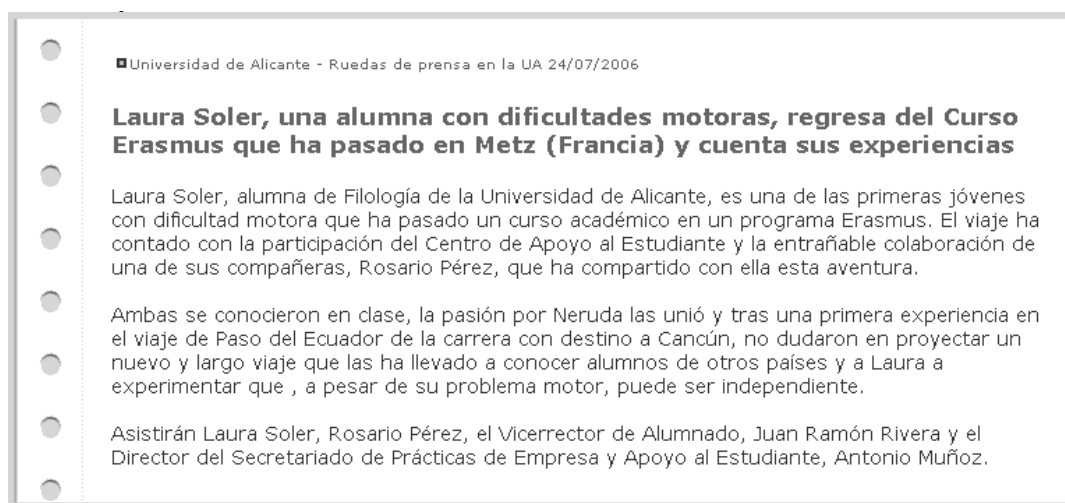 Universidad de Alicante - Ruedas de prensa en la UA 24/07/2006
Laura Soler, una alumna con dificultades motoras, regresa del Curso
Erasmus que ha pasado en Metz (Francia) y cuenta sus experiencias
Laura Soler, alumna de Filología de la Universidad de Alicante, es una de las primeras jóvenes
con dificultad motora que ha pasado un curso académico en un programa Erasmus. El viaje ha
contado con la participación del Centro de Apoyo al Estudiante y la entrañable colaboración de
una de sus compañeras, Rosario Pérez, que ha compartido con ella esta aventura.
Ambas se conocieron en clase, la pasión por Neruda las unió y tras una primera experiencia en
el viaje de Paso del Ecuador de la carrera con destino a Cancún, no dudaron en proyectar un
nuevo y largo viaje que las ha llevado a conocer alumnos de otros países y a Laura a
experimentar que , a pesar de su problema motor, puede ser independiente.
Asistirán Laura Soler, Rosario Pérez, el Vicerrector de Alumnado, Juan Ramón Rivera y el
Director del Secretariado de Prácticas de Empresa y Apoyo al Estudiante, Antonio Muñoz.